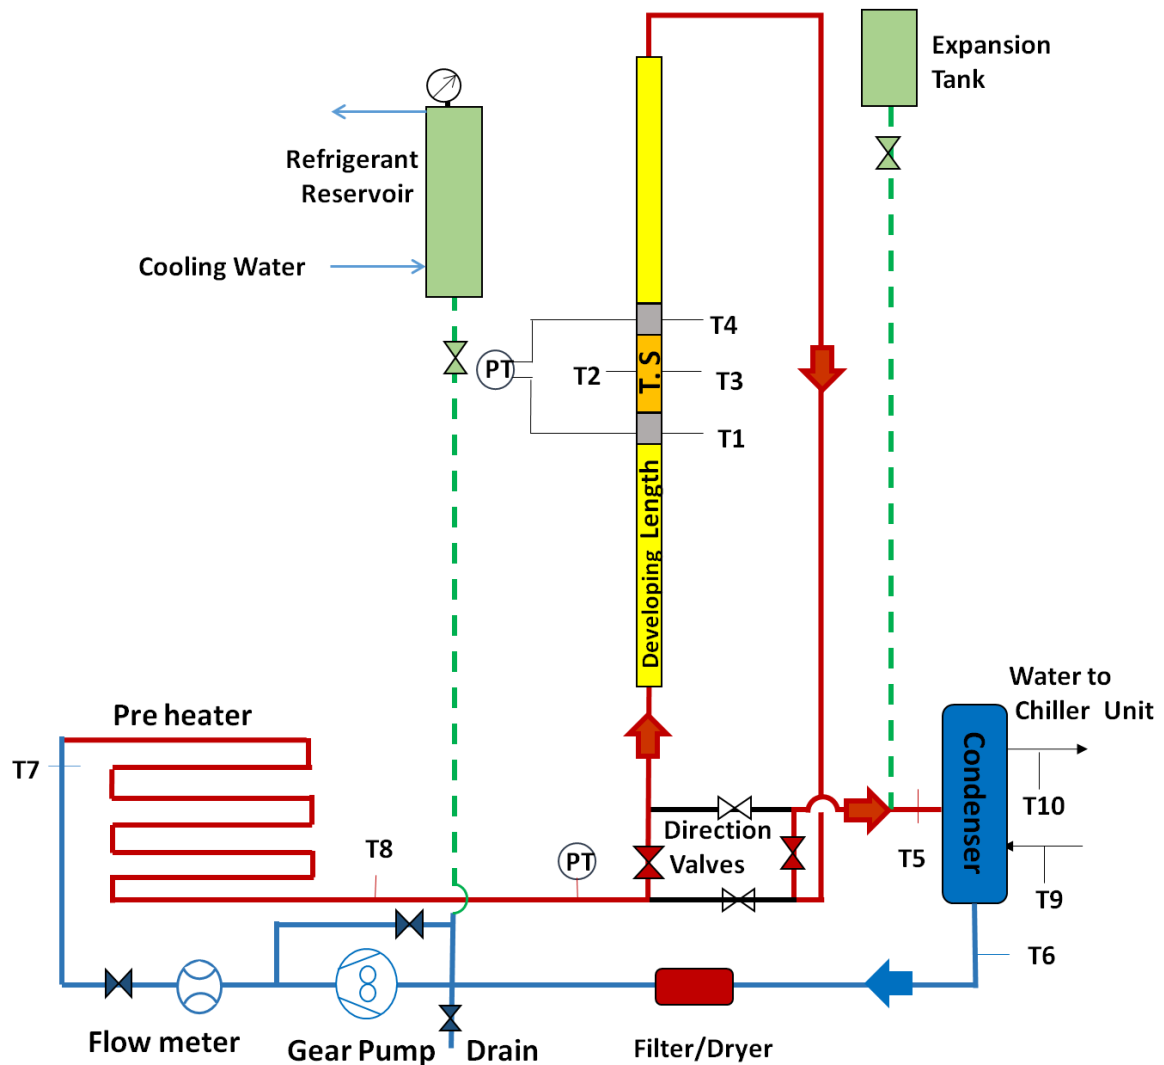 Expansion
Tank
Refrigerant
Reservoir
Cooling Water
T4
PT
T2
T. S
T3
T1
Developing Length
Water to
Chiller Unit
Pre heater
T7
Condenser
T10
Direction
Valves
T8
PT
T5
T9
T6
Flow meter
Gear Pump
Drain
Filter/Dryer